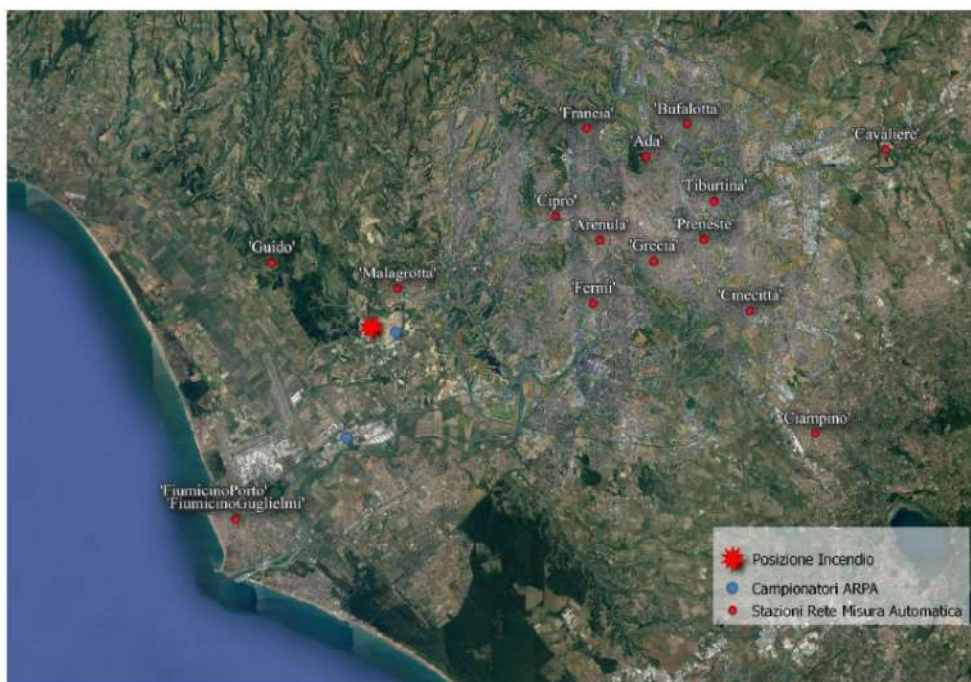 'Francia'
'Bufalotta'
'Ada'
'Cavaliere'
'Tiburtina'
'Cipro'
'Arenula'
'Preneste'
'Grecia'
'Guido'
'Malagrotta'
'Fermi'
'Cinecitta'
'Ciampino'
'FiumicinoPorto'
'FiumicinoGuglielmi'
Posizione Incendio
Campionatori ARPA
Stazioni Rete Misura Automatica